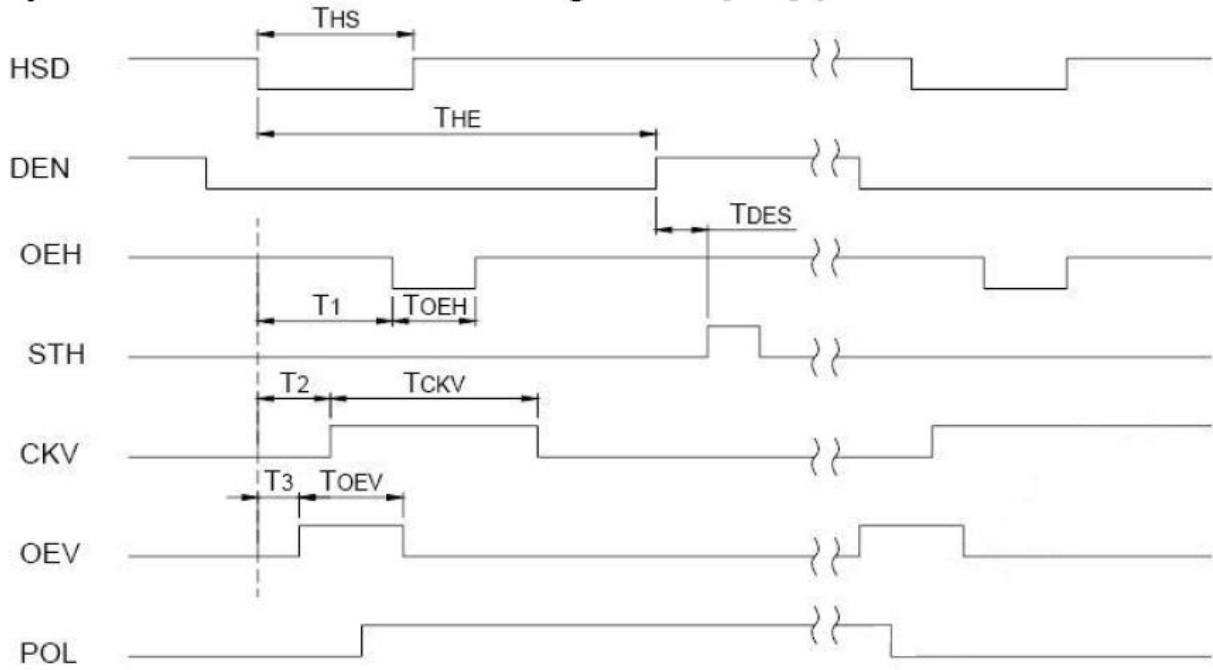 THS
HSD
THE
DEN
TDES
OEH
T1 TOEH
STH
T2 TCKV
CKV
T3 TOEV
OEV
POL